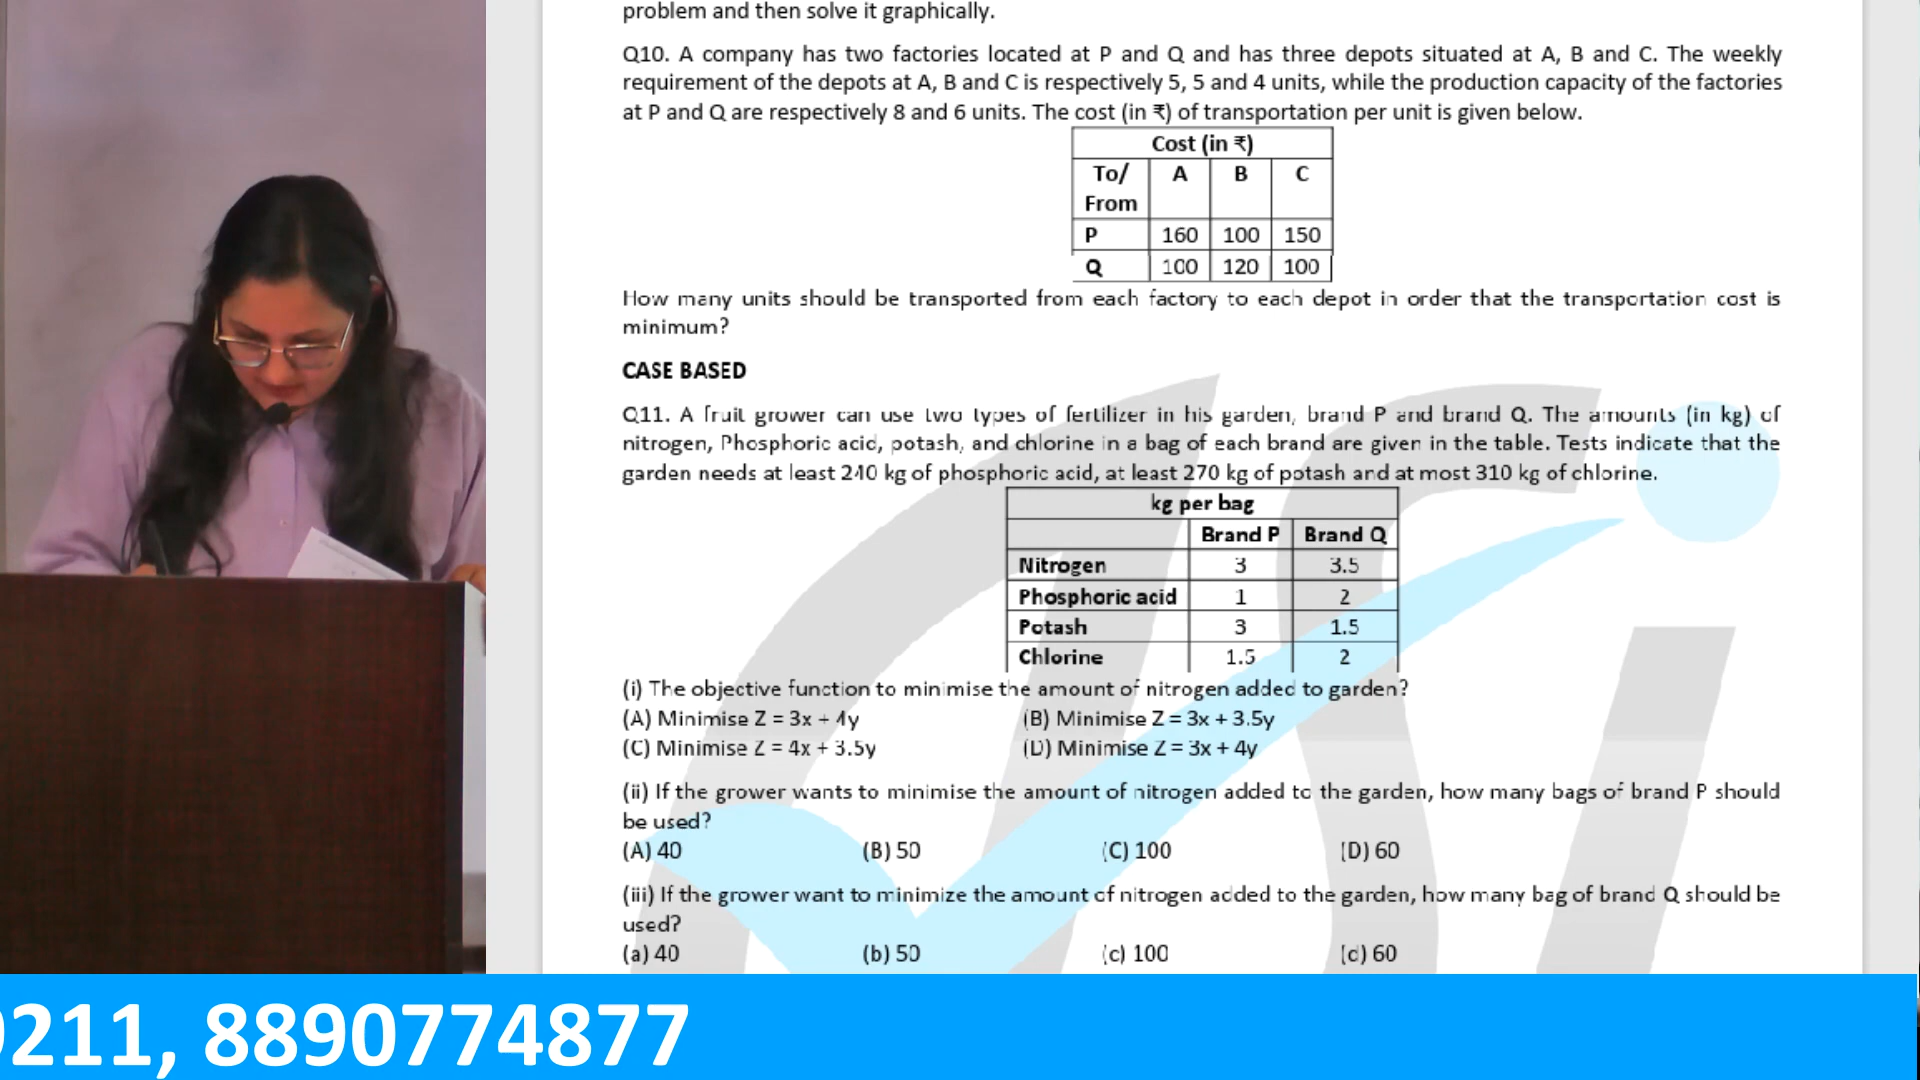 problem and then solve it graphically.
Q10. A company has two factories located at P and Q and has three depots situated at A, B and C. The weekly
requirement of the depots at A, B and C is respectively 5, 5 and 4 units, while the production capacity of the factories
at P and Q are respectively 8 and 6 units. The cost (in ₹) of transportation per unit is given below.
Cost (in ₹)
To/ A B C
From
P 160 100 150
Q 100 120 100
How many units should be transported from each factory to each depot in order that the transportation cost is
minimum?
CASE BASED
Q11. A fruit grower can use two types of fertilizer in his garden, brand P and brand Q. The amounts (in kg) of
nitrogen, Phosphoric acid, potash, and chlorine in a bag of each brand are given in the table. Tests indicate that the
garden needs at least 240 kg of phosphoric acid, at least 270 kg of potash and at most 310 kg of chlorine.
kg per bag
Brand P Brand Q
Nitrogen 3 3.5
Phosphoric acid 1 2
Potash 3 1.5
Chlorine 1.5 2
(i) The objective function to minimise the amount of nitrogen added to garden?
(A) Minimise Z = 3x + 4y (B) Minimise Z = 3x + 3.5y
(C) Minimise Z = 4x + 3.5y (D) Minimise Z = 3x + 4y
(ii) If the grower wants to minimise the amount of nitrogen added to the garden, how many bags of brand P should
be used?
(A) 40 (B) 50 (C) 100 (D) 60
(iii) If the grower want to minimize the amount of nitrogen added to the garden, how many bag of brand Q should be
used?
(a) 40 (b) 50 (c) 100 (d) 60
211, 8890774877